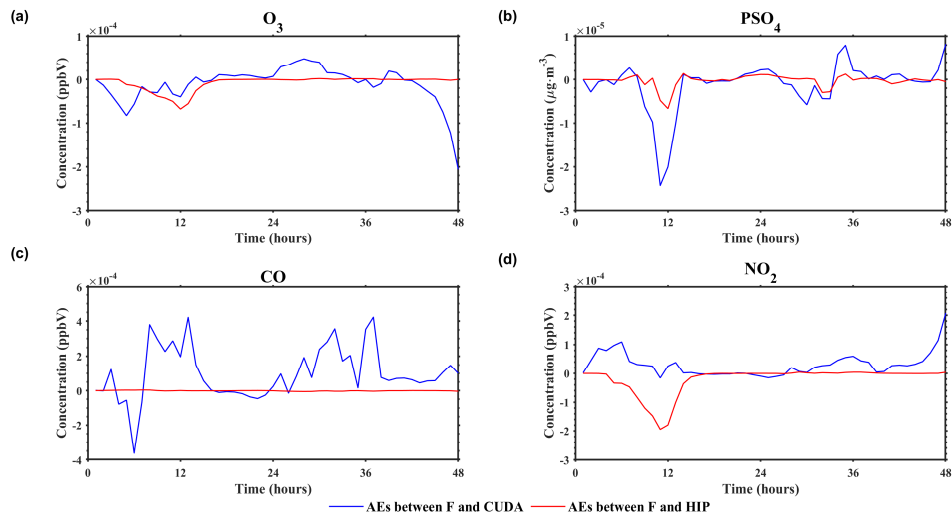 (a)
O3
×10-4
Concentration (ppbV)
1
0
-1
-2
-3
0 12 24 36 48
Time (hours)
(b)
PSO4
×10-5
Concentration (μg·m-3)
1
0
-1
-2
-3
0 12 24 36 48
Time (hours)
(c)
CO
×10-4
Concentration (ppbV)
6
4
2
0
-2
-4
0 12 24 36 48
Time (hours)
(d)
NO2
×10-4
Concentration (ppbV)
3
2
1
0
-1
-2
-3
0 12 24 36 48
Time (hours)
AEs between F and CUDA AEs between F and HIP